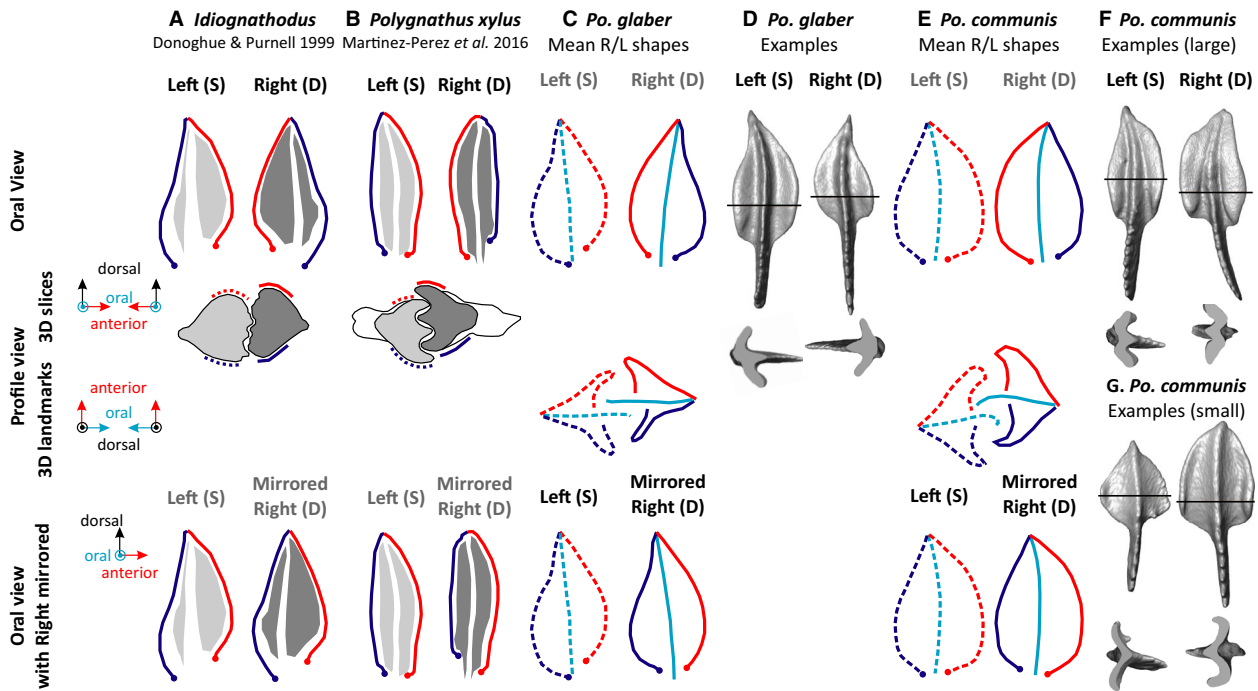 A Idiognathodus
Donoghue & Purnell 1999
Left (S) Right (D)
B Polygnathus xylus
Martinez-Perez et al. 2016
Left (S) Right (D)
C Po. glaber
Mean R/L shapes
Left (S) Right (D)
D Po. glaber
Examples
Left (S) Right (D)
E Po. communis
Mean R/L shapes
Left (S) Right (D)
F Po. communis
Examples (large)
Left (S) Right (D)
Oral View
Profile view
3D slices
dorsal
oral
anterior
3D landmarks
anterior
oral
dorsal
G. Po. communis
Examples (small)
Oral view
with Right mirrored
dorsal
oral
anterior
Left (S) Mirrored
Right (D)
Left (S) Mirrored
Right (D)
Left (S) Mirrored
Right (D)
Left (S) Mirrored
Right (D)